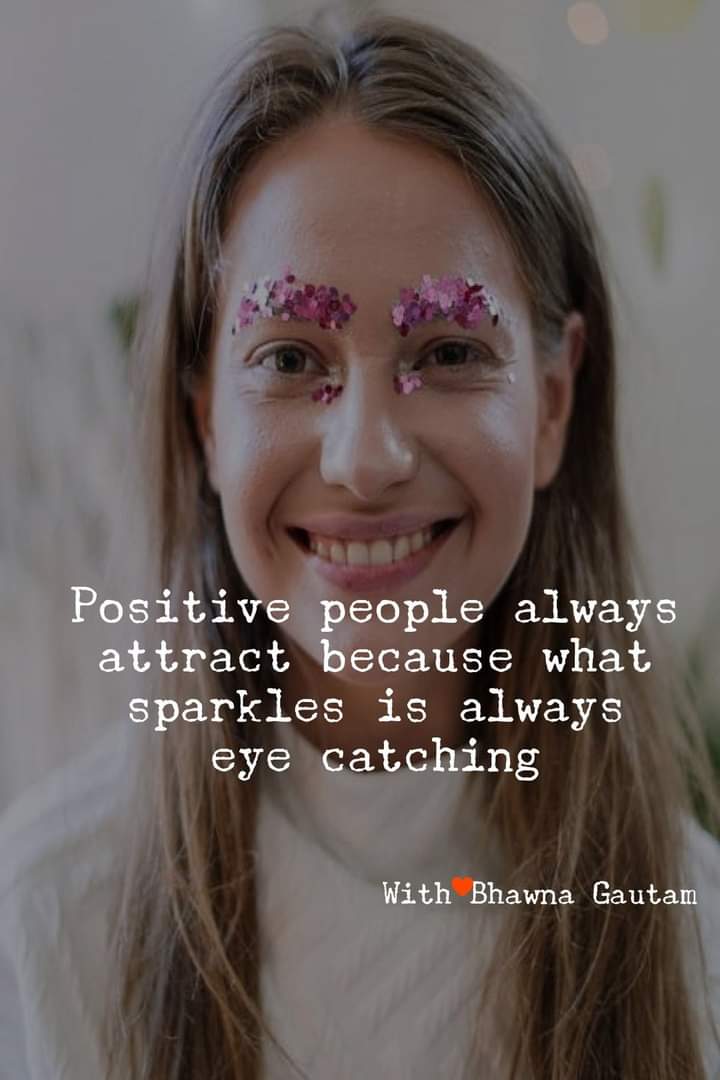 Positive people always
attract because what
sparkles is always
eye catching
With❤Bhawna Gautam